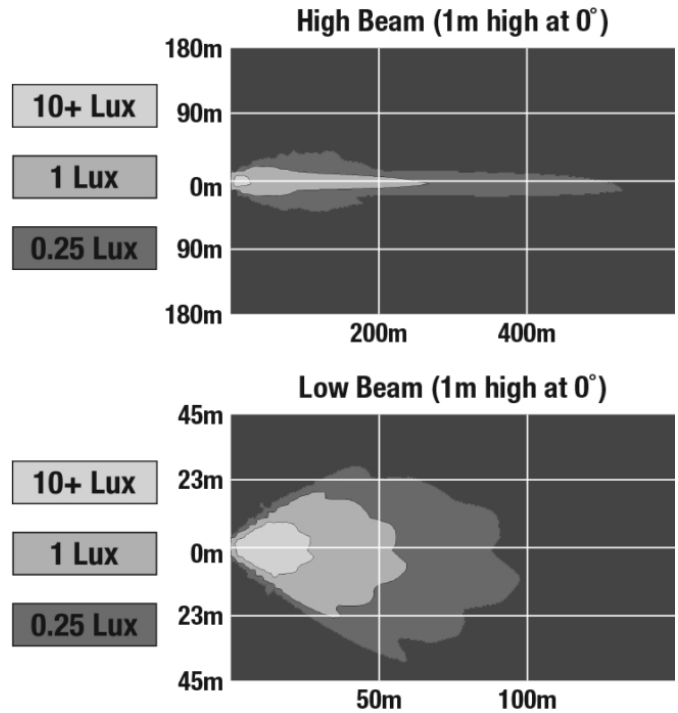 High Beam (1m high at 0˚)
180m
10+ Lux
90m
1 Lux
0m
0.25 Lux
90m
180m
200m
400m
Low Beam (1m high at 0˚)
45m
10+ Lux
23m
1 Lux
0m
0.25 Lux
23m
45m
50m
100m